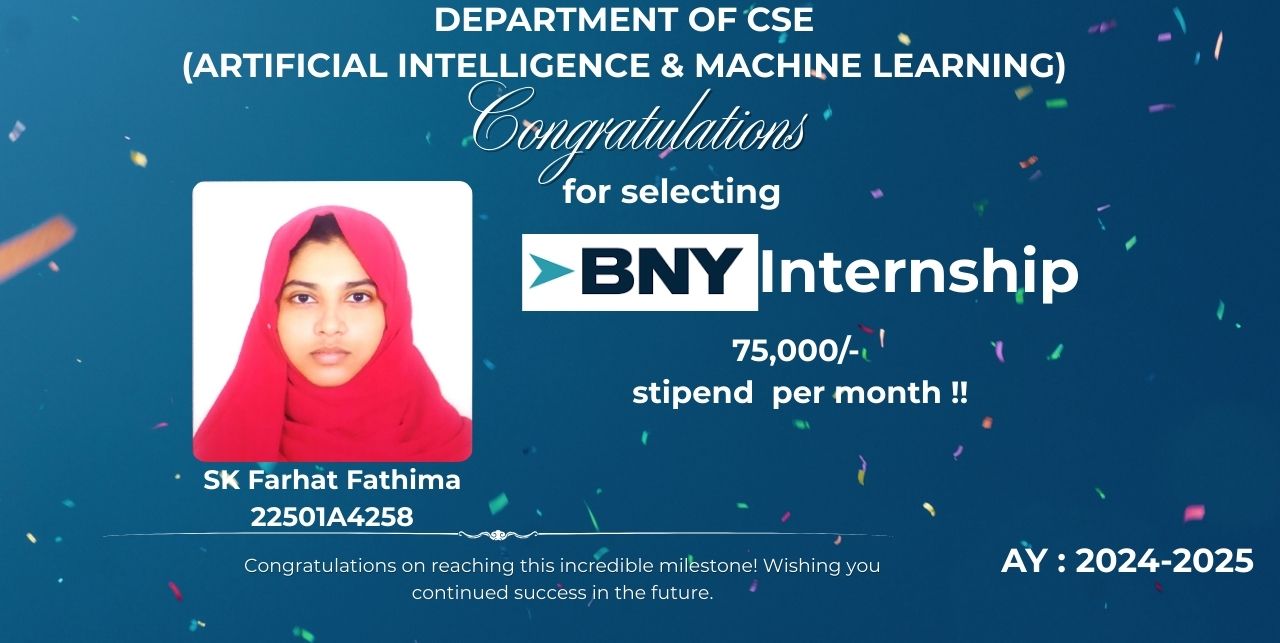 DEPARTMENT OF CSE
(ARTIFICIAL INTELLIGENCE & MACHINE LEARNING)
Congratulations
for selecting
BNY Internship
75,000/-
stipend per month !!
SK Farhat Fathima
22501A4258
Congratulations on reaching this incredible milestone! Wishing you
continued success in the future.
AY : 2024-2025